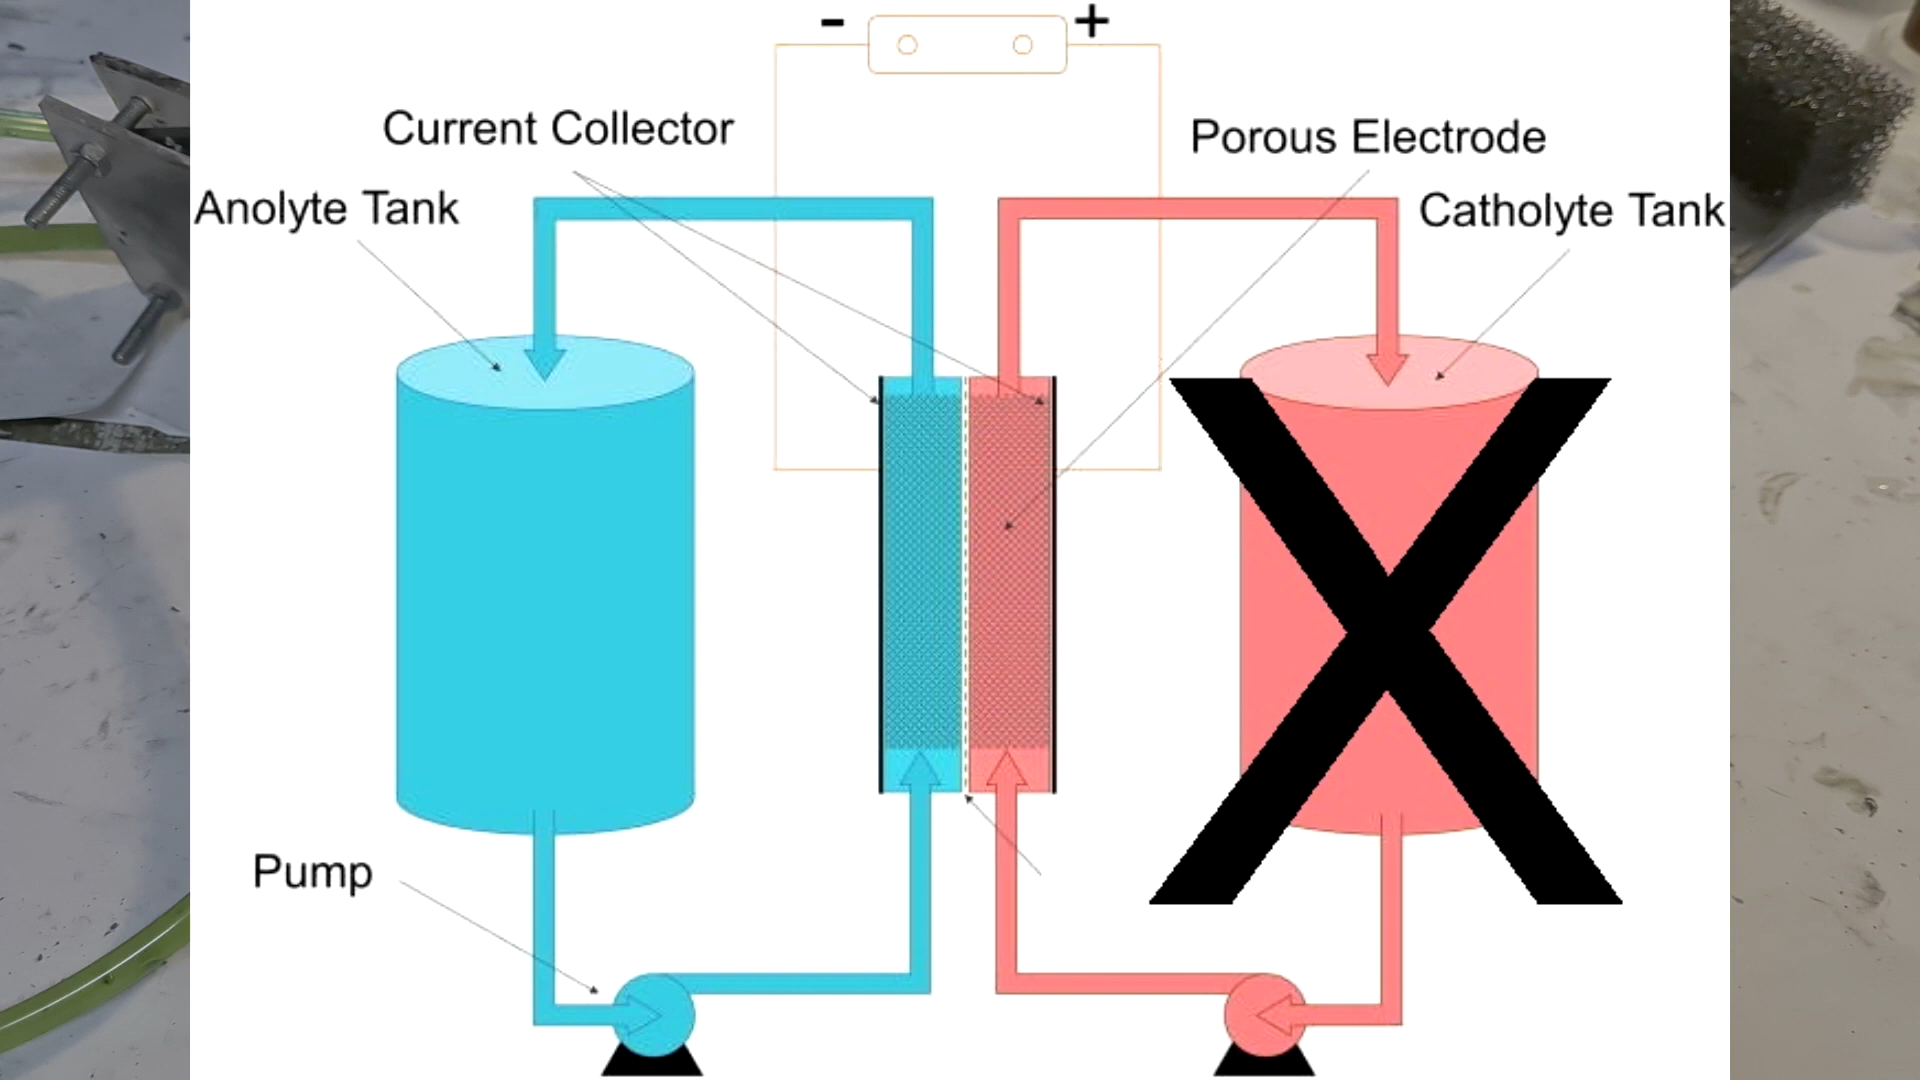 - +
Current Collector
Porous Electrode
Anolyte Tank
Catholyte Tank
Pump